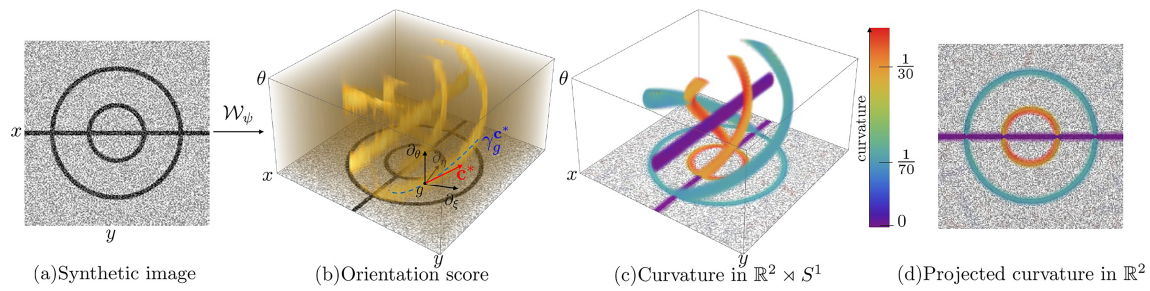 x
y
(a)Synthetic image
𝒲_ψ
θ
x
y
∂_θ
∂_η
γ_g^{c*}
c*
g
∂_ξ
(b)Orientation score
θ
x
y
(c)Curvature in ℝ² ⋊ S¹
curvature
1/30
1/70
0
(d)Projected curvature in ℝ²